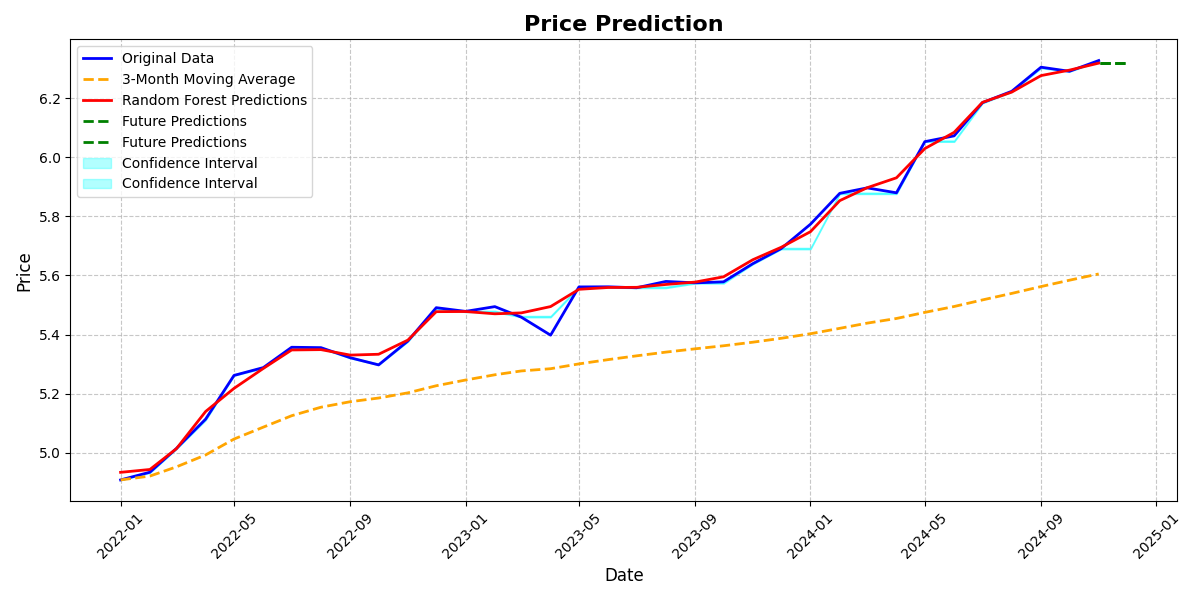 Price Prediction
Original Data
3-Month Moving Average
Random Forest Predictions
Future Predictions
Future Predictions
Confidence Interval
Confidence Interval
Price
6.2
6.0
5.8
5.6
5.4
5.2
5.0
2022-01
2022-05
2022-09
2023-01
2023-05
2023-09
2024-01
2024-05
2024-09
2025-01
Date